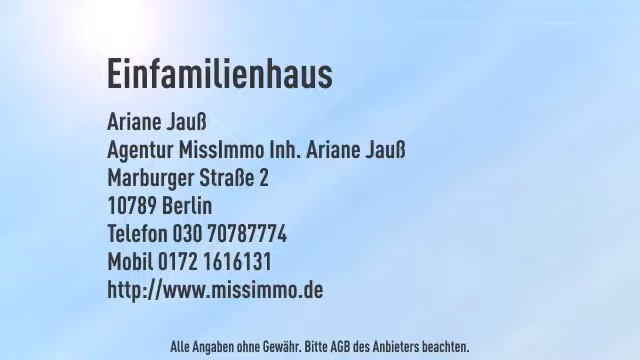 Einfamilienhaus
Ariane Jauß
Agentur MissImmo Inh. Ariane Jauß
Marburger Straße 2
10789 Berlin
Telefon 030 70787774
Mobil 0172 1616131
http://www.missimmo.de
Alle Angaben ohne Gewähr. Bitte AGB des Anbieters beachten.